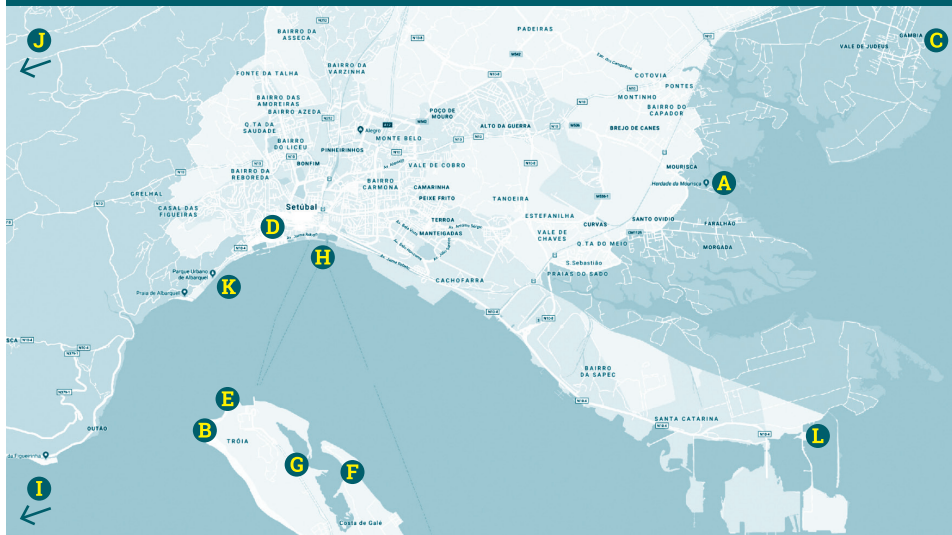 J
C
GÂMBIA
VALE DE JUDEUS
PADEIRAS
BAIRRO DA
ASSECA
BAIRRO DA
VARZINHA
FONTE DA TALHA
COTOVIA
PONTES
MONTINHO
BAIRRO DO
CAPADOR
BAIRRO DAS
AMOREIRAS
BAIRRO AZEDA
POÇO DE
MOURO
Q.TA DA
SAUDADE
Alegro
MONTE BELO
ALTO DA GUERRA
BREJO DE CANES
BAIRRO
DO LICEU
PINHEIRINHOS
BONFIM
VALE DE COBRO
MOURISCA
BAIRRO DA
REBOREDA
BAIRRO
CARMONA
CAMARINHA
PEIXE FRITO
Herdade da Mourisca
A
GRELHAL
CASAL DAS
FIGUEIRAS
Setúbal
TANOEIRA
D
TERROA
MANTEIGADAS
ESTEFANILHA
CURVAS
SANTO OVIDIO
FARALHÃO
VALE DE
CHAVES
Q.TA DO MEIO
MORGADA
H
S.Sebastião
PRAIAS DO SADO
Parque Urbano
de Albarquel
CACHOFARRA
K
Praia de Albarquel
BAIRRO
DA SAPEC
E
SANTA CATARINA
B
TRÓIA
L
OUTÃO
da Figueirinha
G
F
I
Costa de Galé